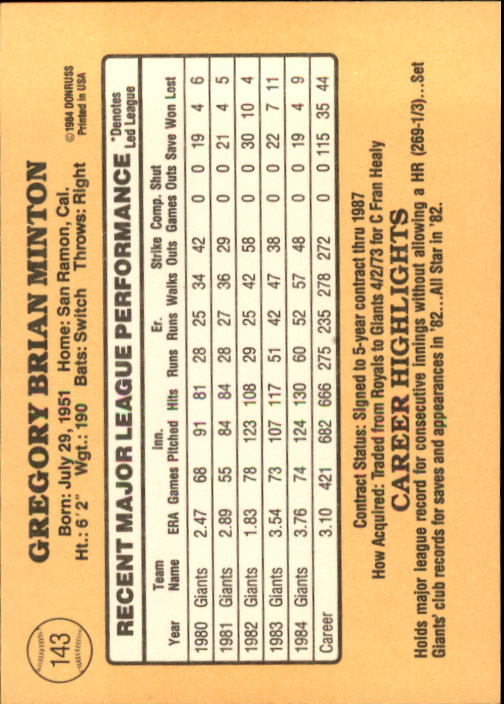 143
GREGORY BRIAN MINTON
Born: July 29, 1951 Home: San Ramon, Cal.
Ht.: 6'2" Wgt.: 190 Bats: Switch Throws: Right
©1984 DONRUSS
Printed in USA
RECENT MAJOR LEAGUE PERFORMANCE *Denotes Led League
Year Team Name ERA Games Inn. Pitched Hits Runs Er. Runs Walks Strike Outs Comp. Games Shut Outs Save Won Lost
1980 Giants 2.47 68 91 81 28 25 34 42 0 0 19 4 6
1981 Giants 2.89 55 84 84 28 27 36 29 0 0 21 4 5
1982 Giants 1.83 78 123 108 29 25 42 58 0 0 30 10 4
1983 Giants 3.54 73 107 117 51 42 47 38 0 0 22 7 11
1984 Giants 3.76 74 124 130 60 52 57 48 0 0 19 4 9
Career 3.10 421 682 666 275 235 278 272 0 0 115 35 44
Contract Status: Signed to 5-year contract thru 1987
How Acquired: Traded from Royals to Giants 4/2/73 for C Fran Healy
CAREER HIGHLIGHTS
Holds major league record for consecutive innings without allowing a HR (269-1/3)....Set
Giants' club records for saves and appearances in '82...All Star in '82.